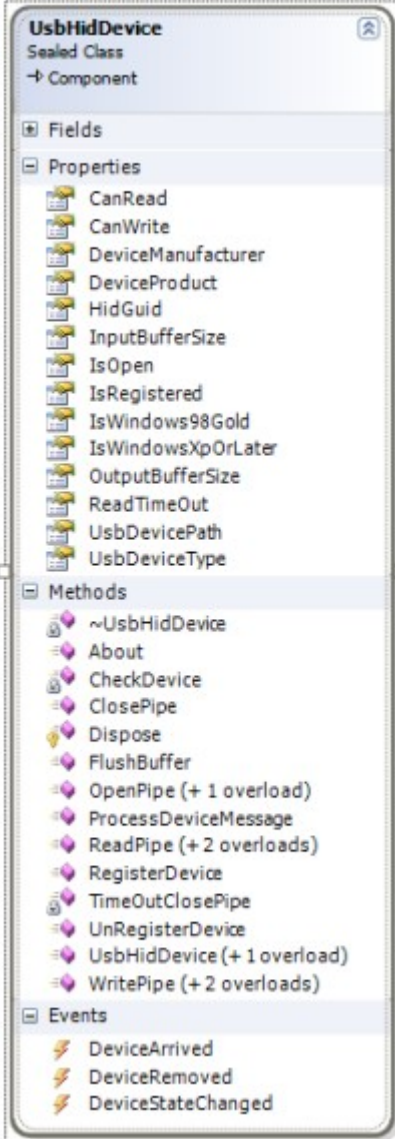 UsbHidDevice
Sealed Class
Component
Fields
Properties
CanRead
CanWrite
DeviceManufacturer
DeviceProduct
HidGuid
InputBufferSize
IsOpen
IsRegistered
IsWindows98Gold
IsWindowsXpOrLater
OutputBufferSize
ReadTimeOut
UsbDevicePath
UsbDeviceType
Methods
~UsbHidDevice
About
CheckDevice
ClosePipe
Dispose
FlushBuffer
OpenPipe (+ 1 overload)
ProcessDeviceMessage
ReadPipe (+ 2 overloads)
RegisterDevice
TimeOutClosePipe
UnRegisterDevice
UsbHidDevice (+ 1 overload)
WritePipe (+ 2 overloads)
Events
DeviceArrived
DeviceRemoved
DeviceStateChanged